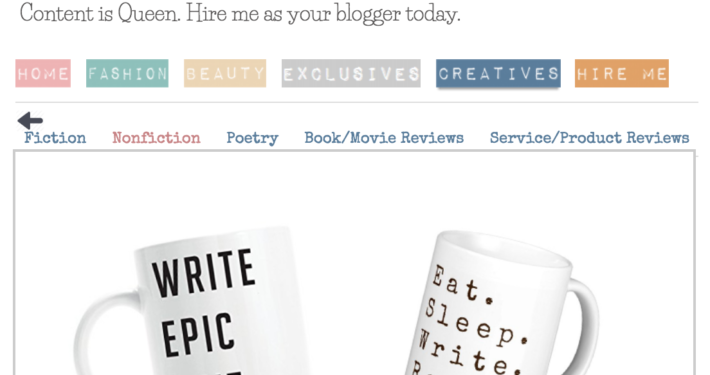 Content is Queen. Hire me as your blogger today.
HOME FASHION BEAUTY EXCLUSIVES CREATIVES HIRE ME
Fiction Nonfiction Poetry Book/Movie Reviews Service/Product Reviews
WRITE
EPIC
Eat.
Sleep.
Write.